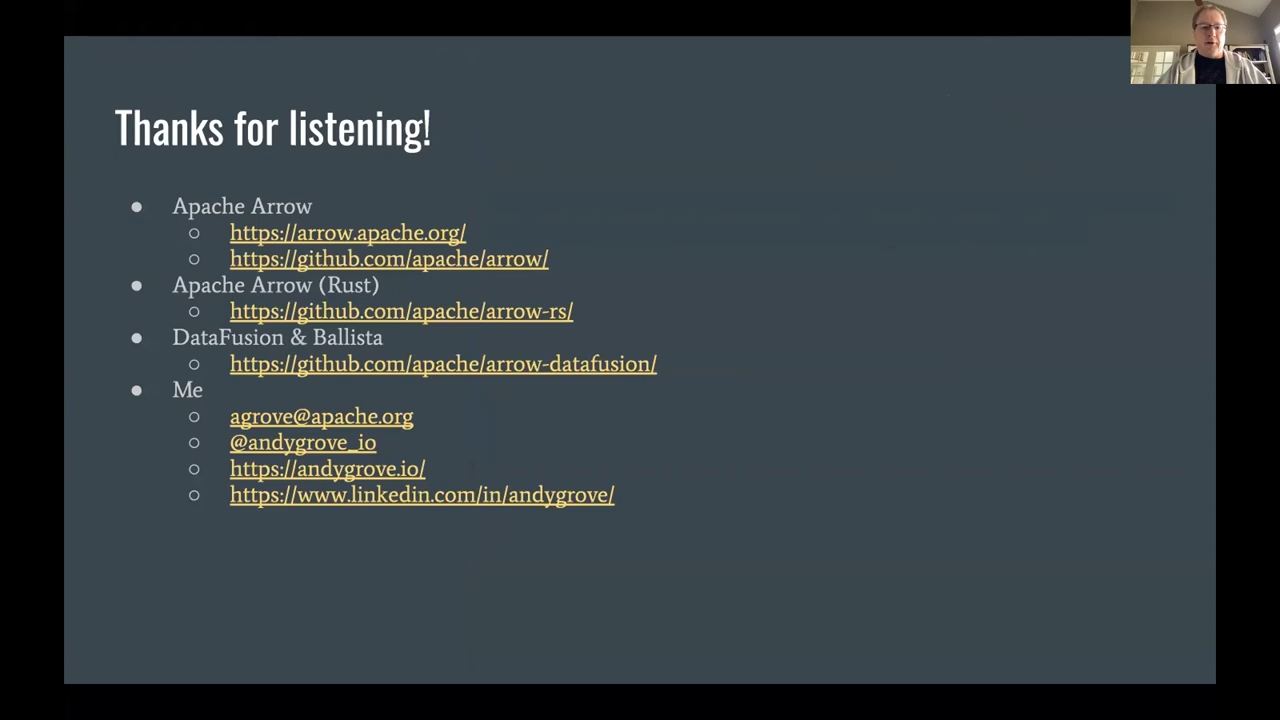 Thanks for listening!
● Apache Arrow
○ https://arrow.apache.org/
○ https://github.com/apache/arrow/
● Apache Arrow (Rust)
○ https://github.com/apache/arrow-rs/
● DataFusion & Ballista
○ https://github.com/apache/arrow-datafusion/
● Me
○ agrove@apache.org
○ @andygrove_io
○ https://andygrove.io/
○ https://www.linkedin.com/in/andygrove/